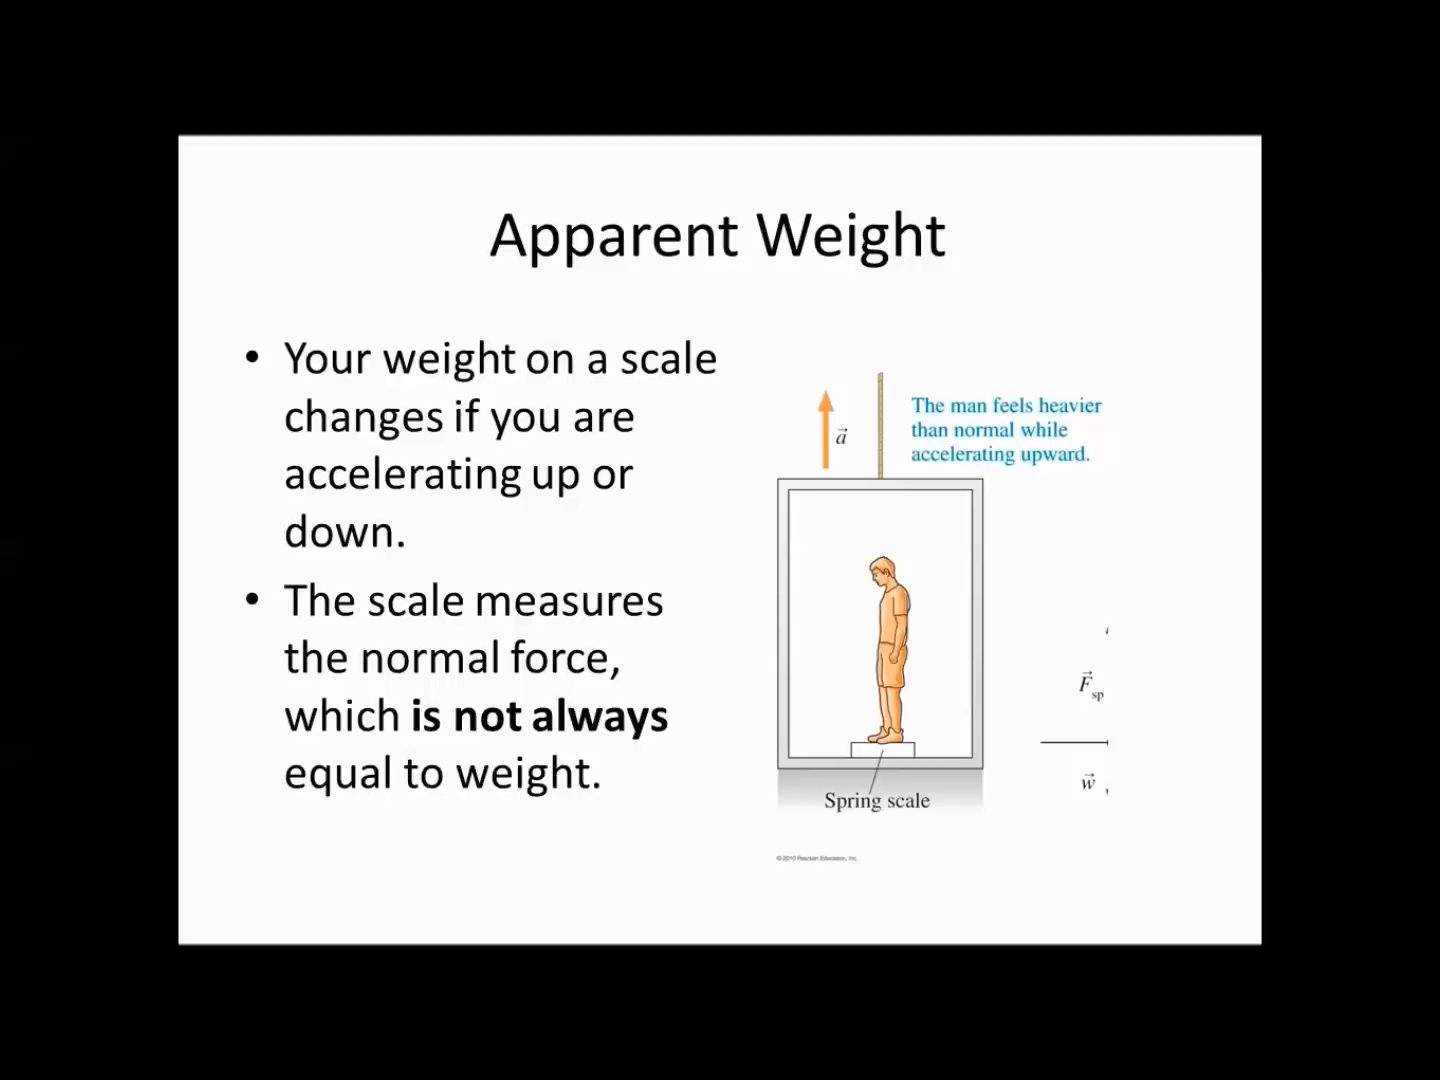 Apparent Weight
• Your weight on a scale
changes if you are
accelerating up or
down.
• The scale measures
the normal force,
which is not always
equal to weight.
a⃗
The man feels heavier
than normal while
accelerating upward.
F⃗sp
w⃗
Spring scale
© 2010 Pearson Education, Inc.